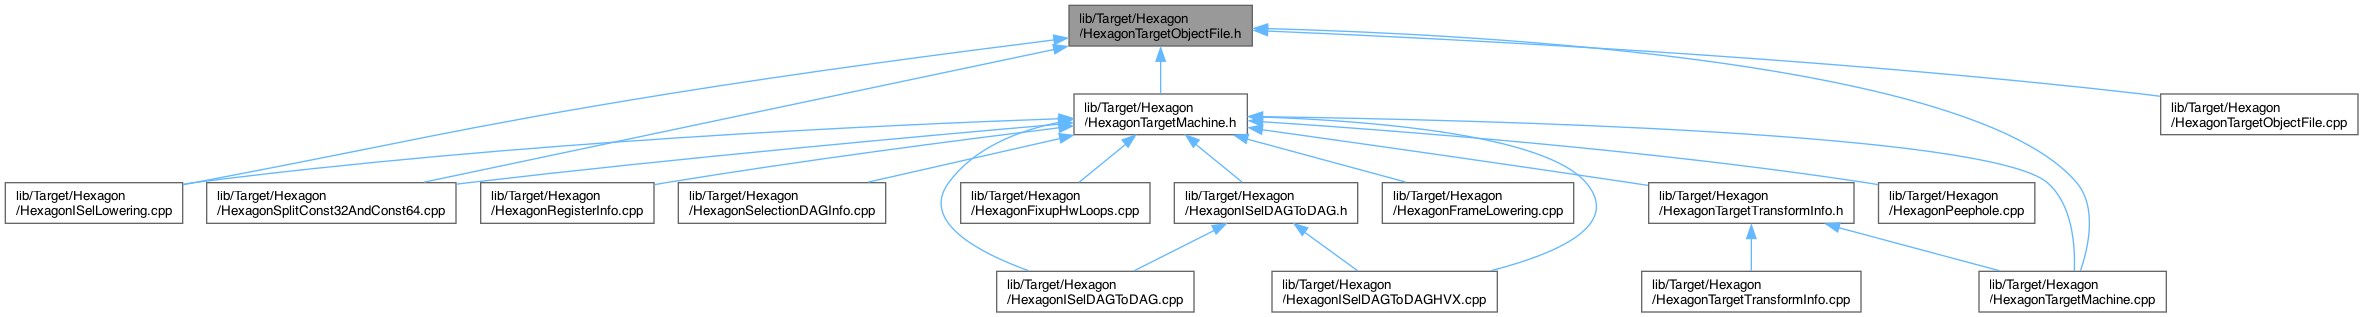 lib/Target/Hexagon
/HexagonTargetObjectFile.h
lib/Target/Hexagon
/HexagonTargetMachine.h
lib/Target/Hexagon
/HexagonTargetObjectFile.cpp
lib/Target/Hexagon
/HexagonISelLowering.cpp
lib/Target/Hexagon
/HexagonSplitConst32AndConst64.cpp
lib/Target/Hexagon
/HexagonRegisterInfo.cpp
lib/Target/Hexagon
/HexagonSelectionDAGInfo.cpp
lib/Target/Hexagon
/HexagonFixupHwLoops.cpp
lib/Target/Hexagon
/HexagonISelDAGToDAG.h
lib/Target/Hexagon
/HexagonFrameLowering.cpp
lib/Target/Hexagon
/HexagonTargetTransformInfo.h
lib/Target/Hexagon
/HexagonPeephole.cpp
lib/Target/Hexagon
/HexagonISelDAGToDAG.cpp
lib/Target/Hexagon
/HexagonISelDAGToDAGHVX.cpp
lib/Target/Hexagon
/HexagonTargetTransformInfo.cpp
lib/Target/Hexagon
/HexagonTargetMachine.cpp